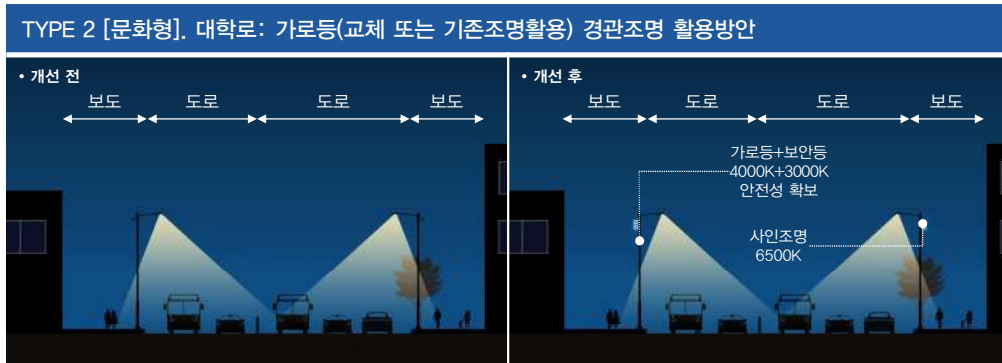 TYPE 2 [문화형]. 대학로: 가로등(교체 또는 기존조명활용) 경관조명 활용방안
• 개선 전
보도 도로 도로 보도
• 개선 후
보도 도로 도로 보도
가로등+보안등
4000K+3000K
안전성 확보
사인조명
6500K